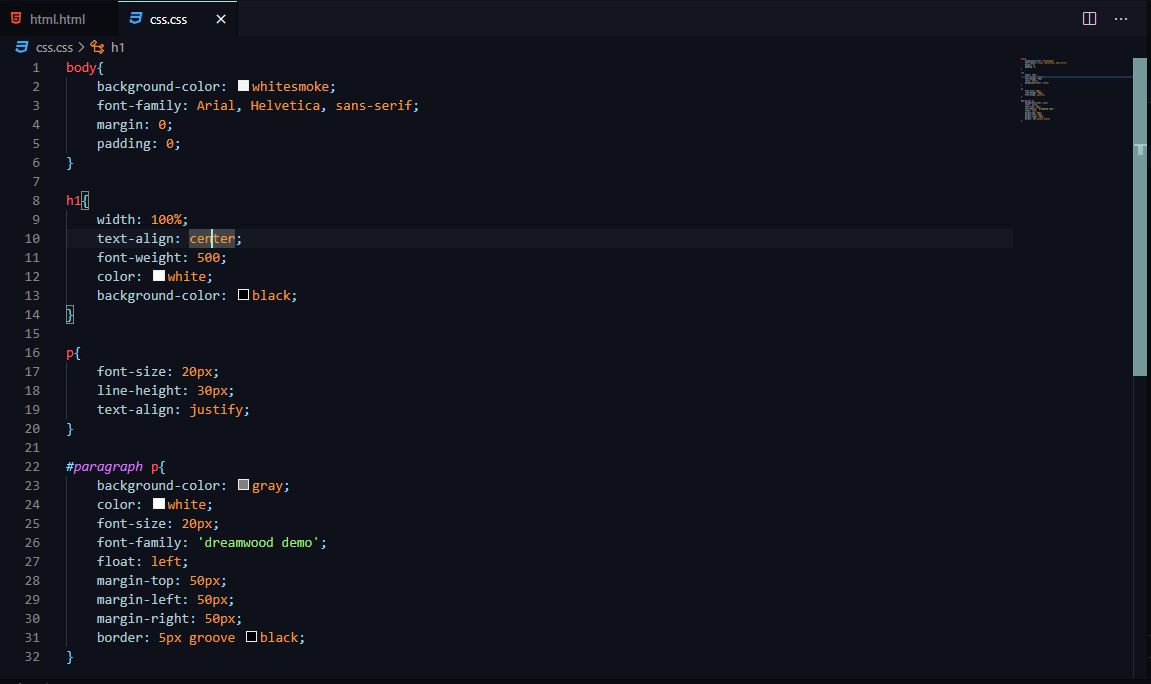 html.html
css.css
css.css > h1
1 body{
2 background-color: whitesmoke;
3 font-family: Arial, Helvetica, sans-serif;
4 margin: 0;
5 padding: 0;
6 }
7
8 h1{
9 width: 100%;
10 text-align: center;
11 font-weight: 500;
12 color: white;
13 background-color: black;
14 }
15
16 p{
17 font-size: 20px;
18 line-height: 30px;
19 text-align: justify;
20 }
21
22 #paragraph p{
23 background-color: gray;
24 color: white;
25 font-size: 20px;
26 font-family: 'dreamwood demo';
27 float: left;
28 margin-top: 50px;
29 margin-left: 50px;
30 margin-right: 50px;
31 border: 5px groove black;
32 }